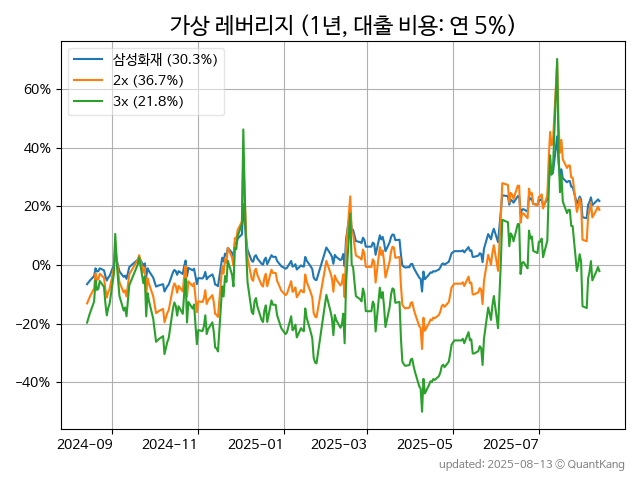 가상 레버리지 (1년, 대출 비용: 연 5%)
삼성화재 (30.3%)
2x (36.7%)
3x (21.8%)
60%
40%
20%
0%
−20%
−40%
2024-09
2024-11
2025-01
2025-03
2025-05
2025-07
updated: 2025-08-13 © QuantKang